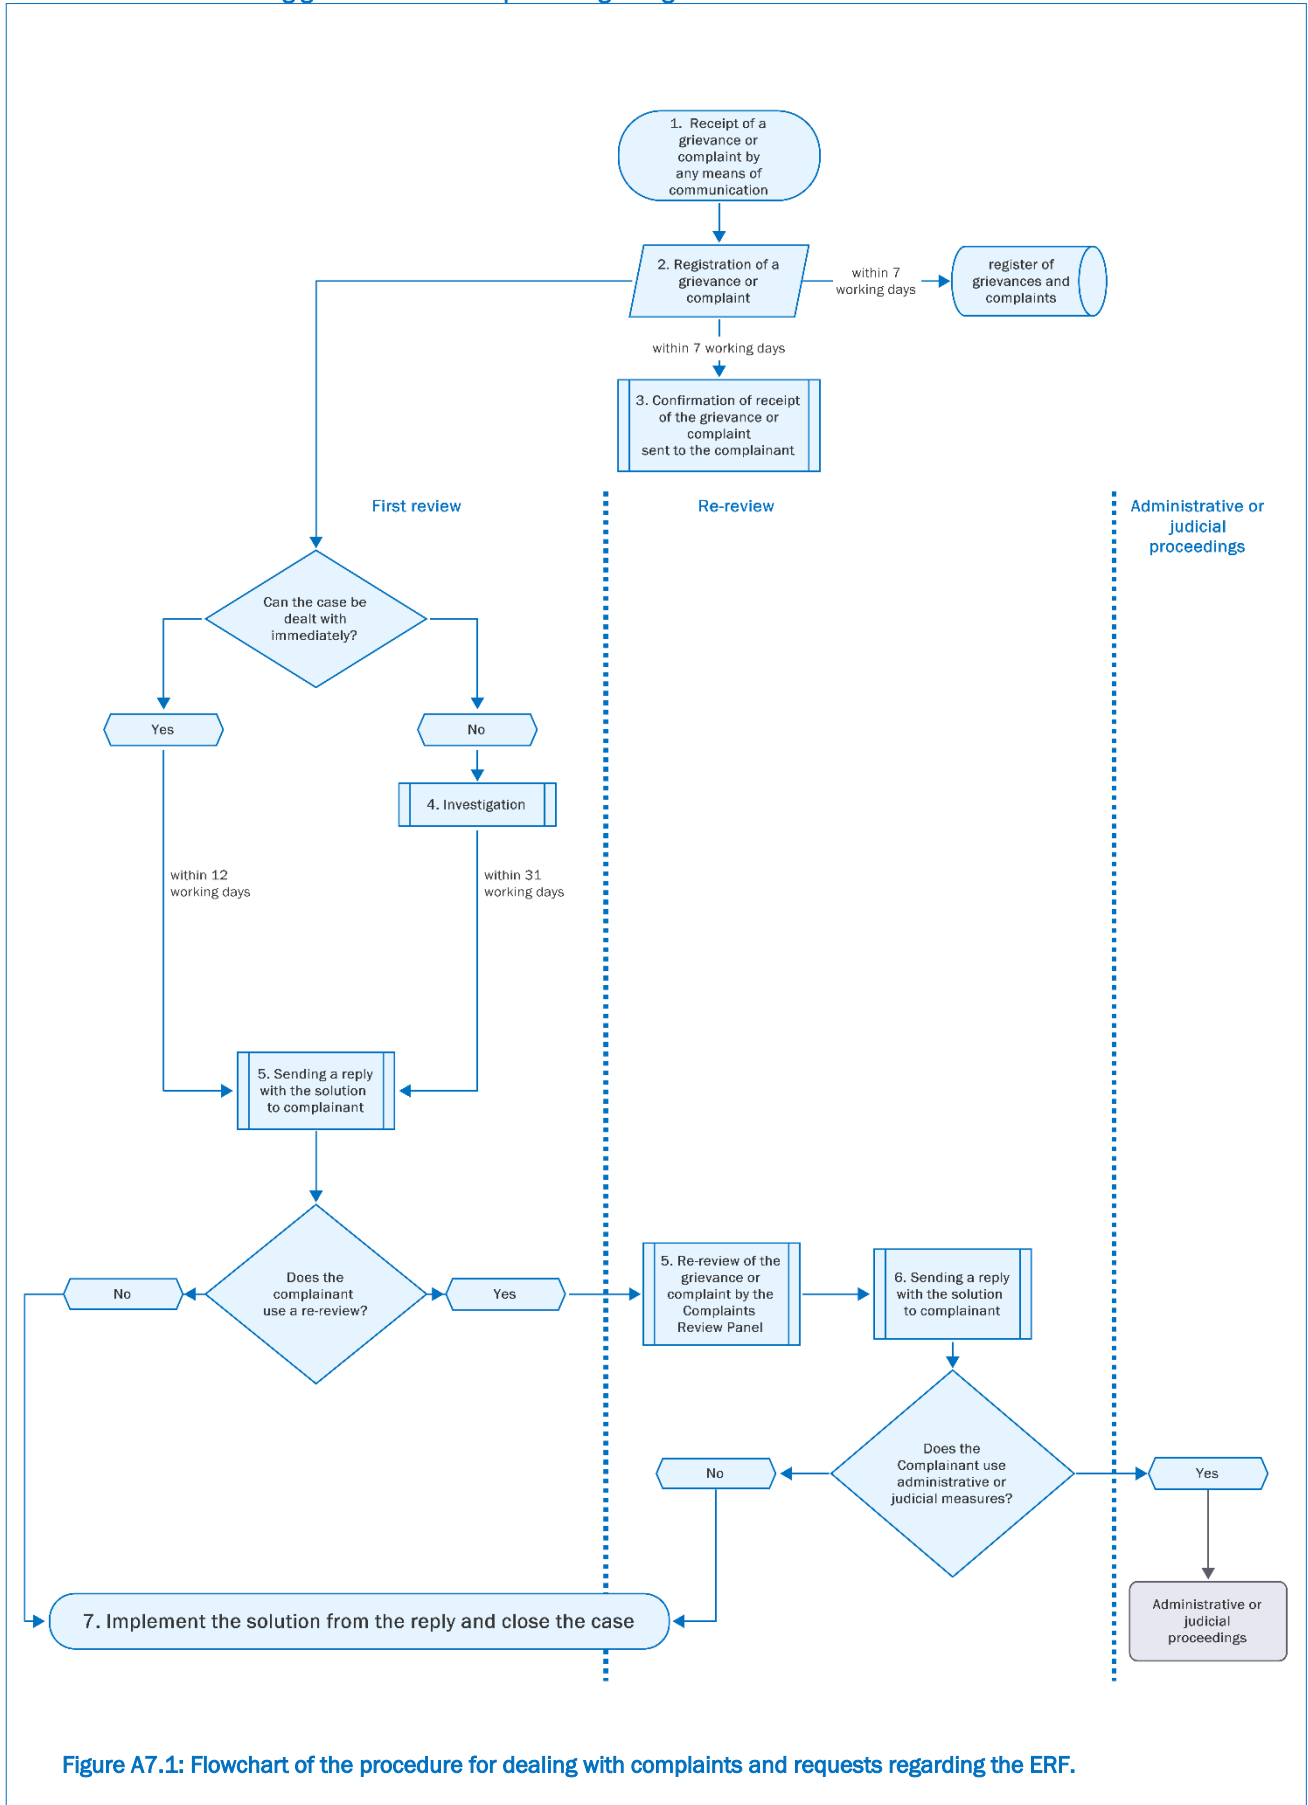 1. Receipt of a
grievance or
complaint by
any means of
communication
2. Registration of a
grievance or
complaint
within 7
working days
register of
grievances and
complaints
within 7 working days
3. Confirmation of receipt
of the grievance or
complaint
sent to the complainant
First review
Re-review
Administrative or
judicial
proceedings
Can the case be
dealt with
immediately?
Yes
No
4. Investigation
within 12
working days
within 31
working days
5. Sending a reply
with the solution
to complainant
Does the
complainant
use a re-review?
No
Yes
5. Re-review of the
grievance or
complaint by the
Complaints
Review Panel
6. Sending a reply
with the solution
to complainant
Does the
Complainant use
administrative or
judicial measures?
No
Yes
Administrative or
judicial
proceedings
7. Implement the solution from the reply and close the case
Figure A7.1: Flowchart of the procedure for dealing with complaints and requests regarding the ERF.